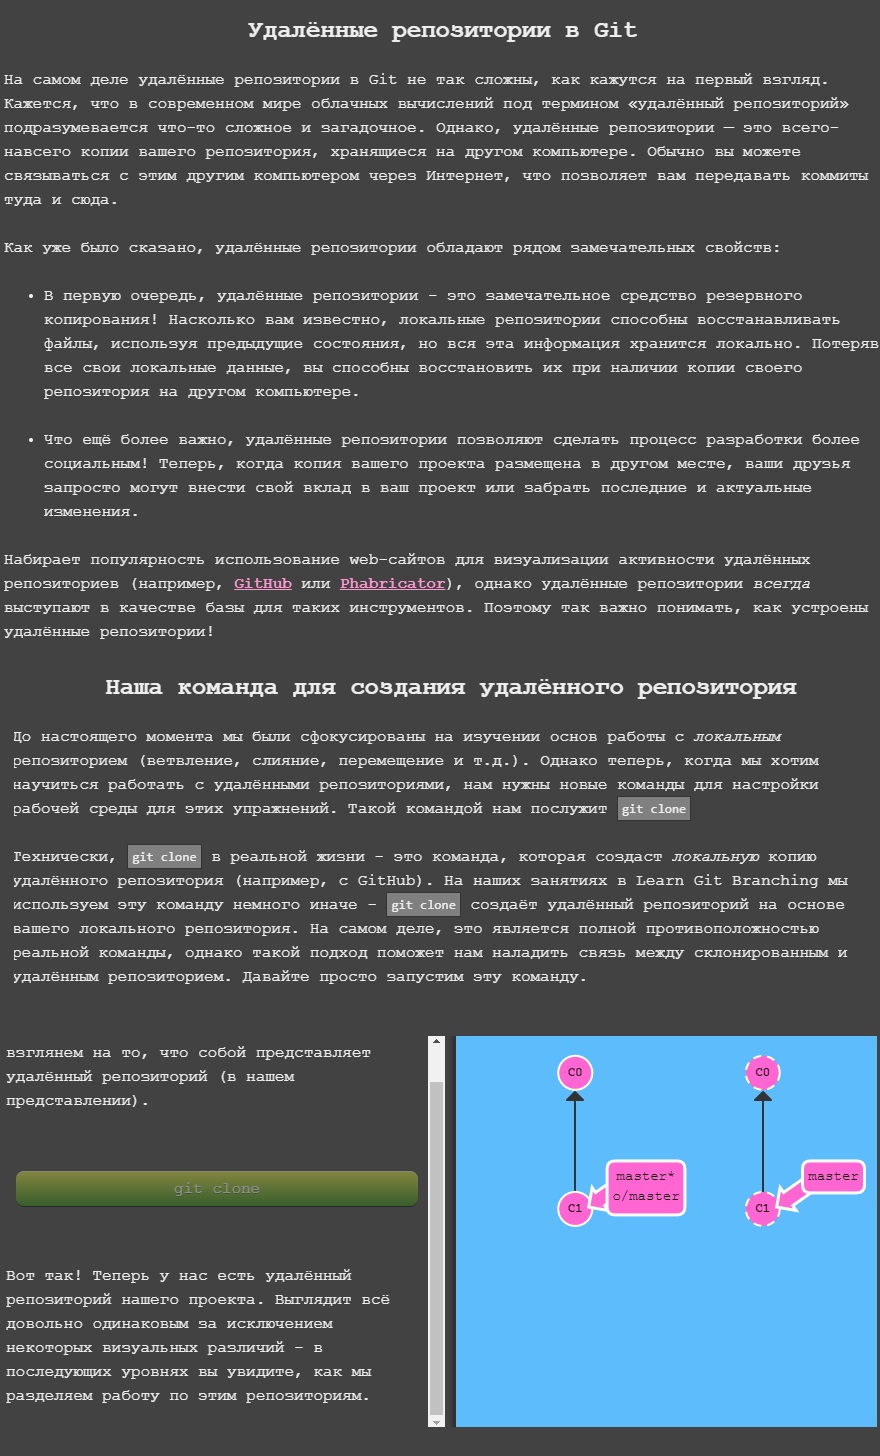 Удалённые репозитории в Git
На самом деле удалённые репозитории в Git не так сложны, как кажутся на первый взгляд.
Кажется, что в современном мире облачных вычислений под термином «удалённый репозиторий»
подразумевается что-то сложное и загадочное. Однако, удалённые репозитории — это всего-
навсего копии вашего репозитория, хранящиеся на другом компьютере. Обычно вы можете
связываться с этим другим компьютером через Интернет, что позволяет вам передавать коммиты
туда и сюда.
Как уже было сказано, удалённые репозитории обладают рядом замечательных свойств:
• В первую очередь, удалённые репозитории - это замечательное средство резервного
копирования! Насколько вам известно, локальные репозитории способны восстанавливать
файлы, используя предыдущие состояния, но вся эта информация хранится локально. Потеряв
все свои локальные данные, вы способны восстановить их при наличии копии своего
репозитория на другом компьютере.
• Что ещё более важно, удалённые репозитории позволяют сделать процесс разработки более
социальным! Теперь, когда копия вашего проекта размещена в другом месте, ваши друзья
запросто могут внести свой вклад в ваш проект или забрать последние и актуальные
изменения.
Набирает популярность использование web-сайтов для визуализации активности удалённых
репозиториев (например, GitHub или Phabricator), однако удалённые репозитории всегда
выступают в качестве базы для таких инструментов. Поэтому так важно понимать, как устроены
удалённые репозитории!
Наша команда для создания удалённого репозитория
До настоящего момента мы были сфокусированы на изучении основ работы с локальным
репозиторием (ветвление, слияние, перемещение и т.д.). Однако теперь, когда мы хотим
научиться работать с удалёнными репозиториями, нам нужны новые команды для настройки
рабочей среды для этих упражнений. Такой командой нам послужит git clone
Технически, git clone в реальной жизни - это команда, которая создаст локальную копию
удалённого репозитория (например, с GitHub). На наших занятиях в Learn Git Branching мы
используем эту команду немного иначе - git clone создаёт удалённый репозиторий на основе
вашего локального репозитория. На самом деле, это является полной противоположностью
реальной команды, однако такой подход поможет нам наладить связь между склонированным и
удалённым репозиторием. Давайте просто запустим эту команду.
взглянем на то, что собой представляет
удалённый репозиторий (в нашем
представлении).
git clone
Вот так! Теперь у нас есть удалённый
репозиторий нашего проекта. Выглядит всё
довольно одинаковым за исключением
некоторых визуальных различий - в
последующих уровнях вы увидите, как мы
разделяем работу по этим репозиториям.
C0
C0
master*
o/master
master
C1
C1